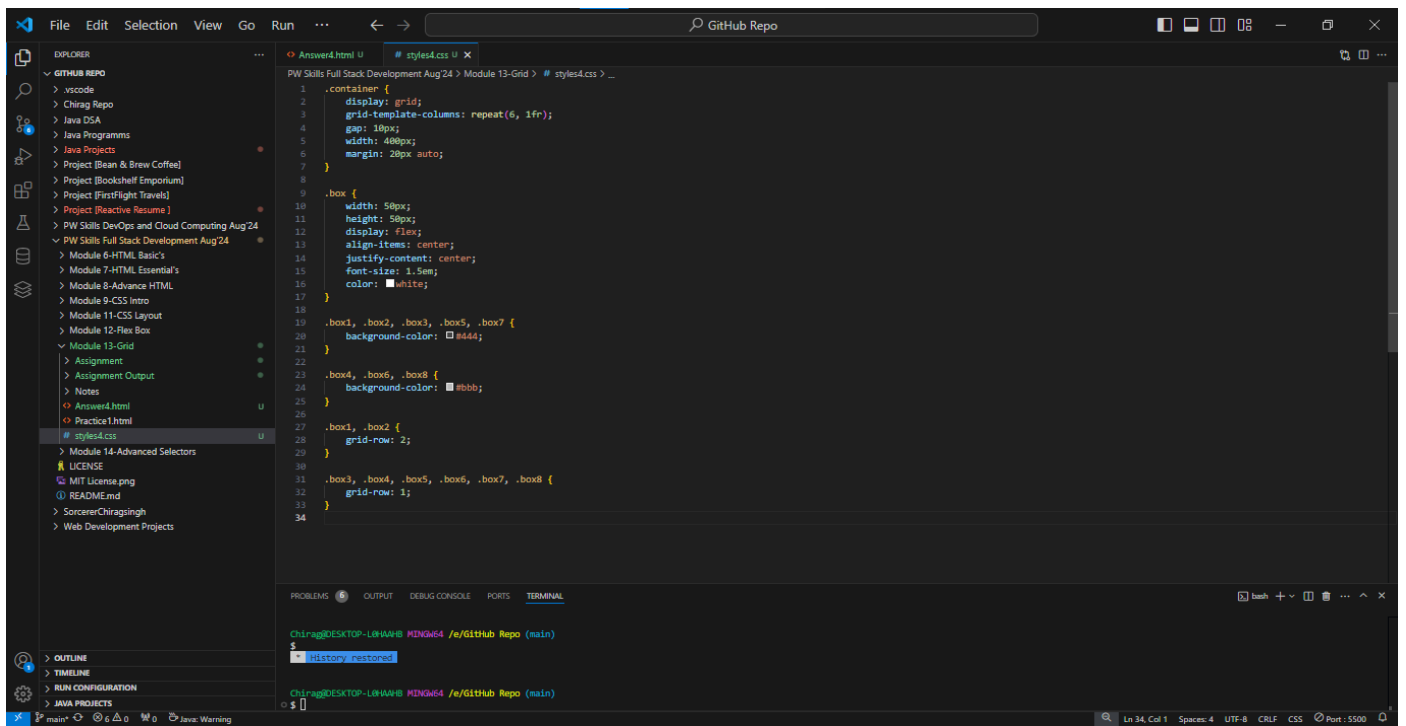 File Edit Selection View Go Run ··· ← → GitHub Repo
EXPLORER ···
GITHUB REPO
> .vscode
> Chirag Repo
> Java DSA
> Java Programms
> Java Projects
> Project [Bean & Brew Coffee]
> Project [Bookshelf Emporium]
> Project [FirstFlight Travels]
> Project [Reactive Resume ]
> PW Skills DevOps and Cloud Computing Aug'24
PW Skills Full Stack Development Aug'24
> Module 6-HTML Basic's
> Module 7-HTML Essential's
> Module 8-Advance HTML
> Module 9-CSS Intro
> Module 11-CSS Layout
> Module 12-Flex Box
Module 13-Grid
> Assignment
> Assignment Output
> Notes
<> Answer4.html U
<> Practice1.html
# styles4.css U
> Module 14-Advanced Selectors
LICENSE
MIT License.png
README.md
> SorcererChiragsingh
> Web Development Projects
> OUTLINE
> TIMELINE
> RUN CONFIGURATION
> JAVA PROJECTS
<> Answer4.html U # styles4.css U ×
PW Skills Full Stack Development Aug'24 > Module 13-Grid > # styles4.css > ...
1 .container {
2 display: grid;
3 grid-template-columns: repeat(6, 1fr);
4 gap: 10px;
5 width: 400px;
6 margin: 20px auto;
7 }
8
9 .box {
10 width: 50px;
11 height: 50px;
12 display: flex;
13 align-items: center;
14 justify-content: center;
15 font-size: 1.5em;
16 color: white;
17 }
18
19 .box1, .box2, .box3, .box5, .box7 {
20 background-color: #444;
21 }
22
23 .box4, .box6, .box8 {
24 background-color: #bbb;
25 }
26
27 .box1, .box2 {
28 grid-row: 2;
29 }
30
31 .box3, .box4, .box5, .box6, .box7, .box8 {
32 grid-row: 1;
33 }
34
PROBLEMS 6 OUTPUT DEBUG CONSOLE PORTS TERMINAL bash
Chirag@DESKTOP-L0HAAHB MINGW64 /e/GitHub Repo (main)
$
* History restored
Chirag@DESKTOP-L0HAAHB MINGW64 /e/GitHub Repo (main)
$
main* 6 0 0 Java: Warning Ln 34, Col 1 Spaces: 4 UTF-8 CRLF CSS Port : 5500